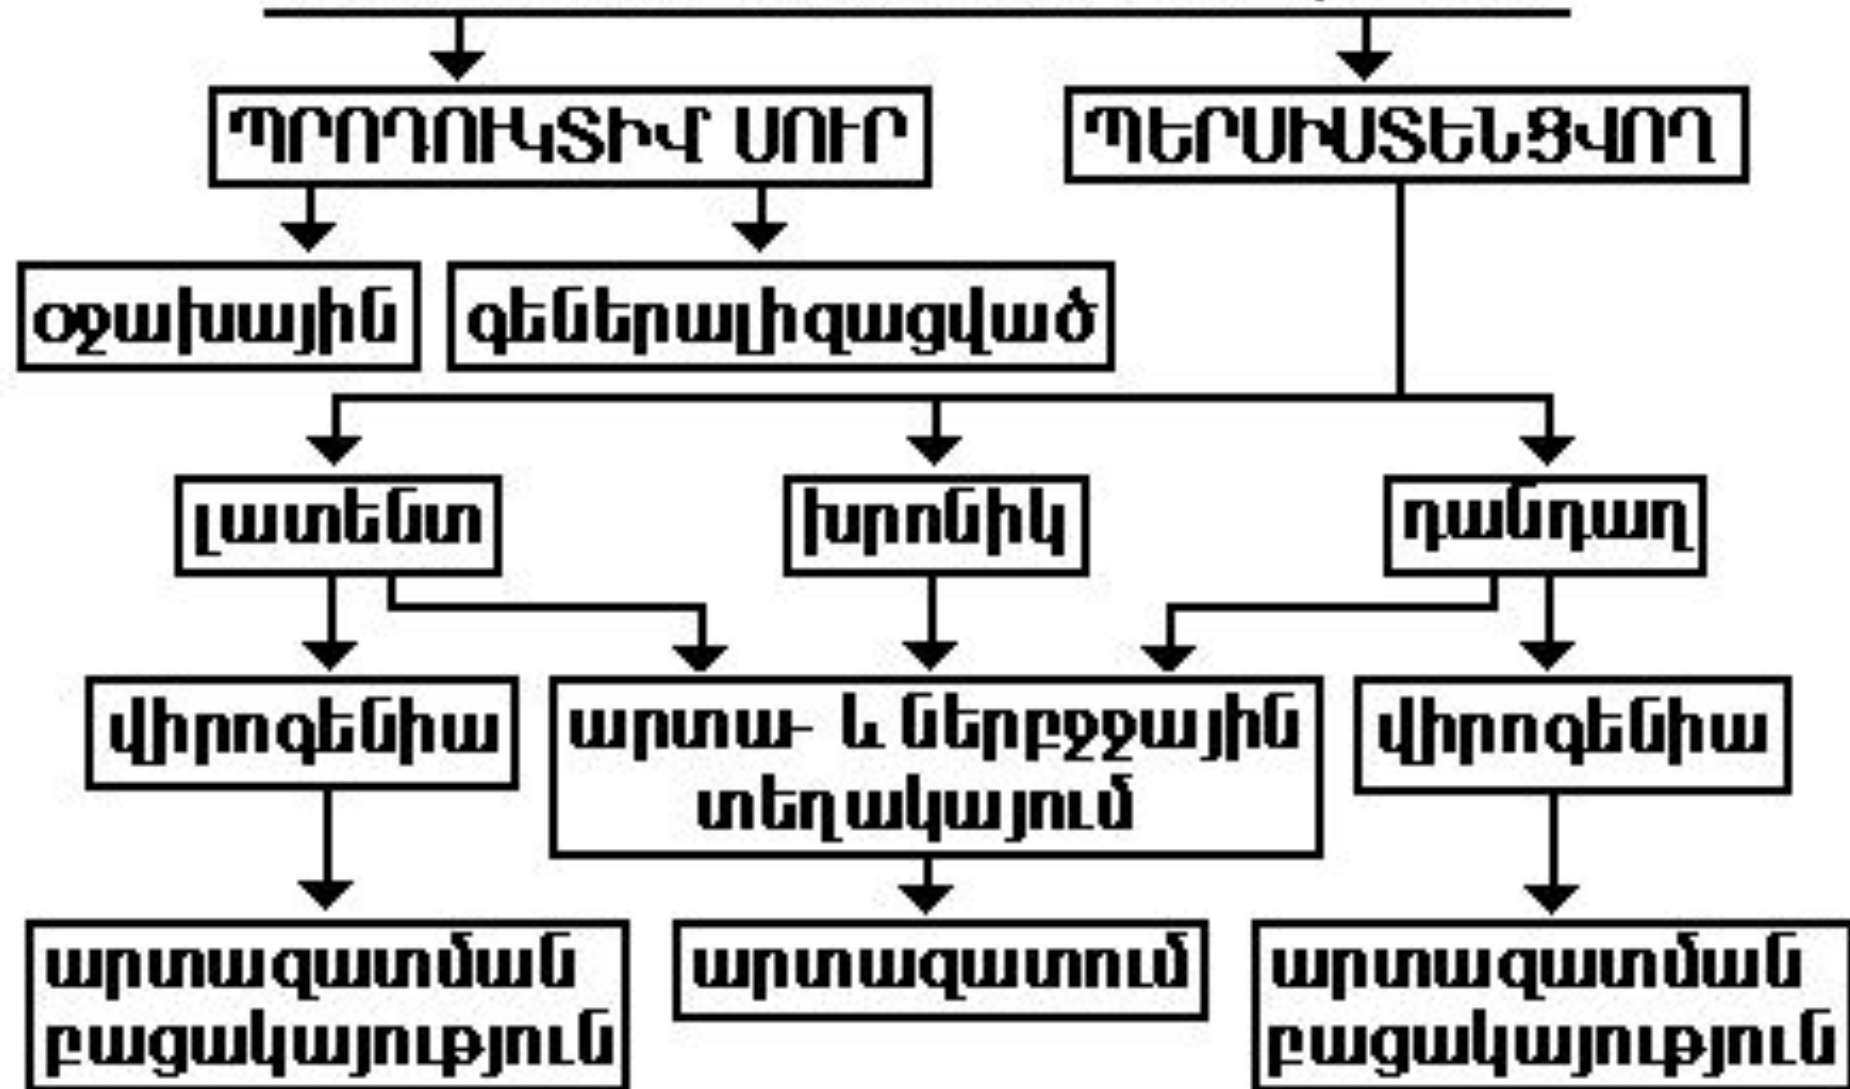 ՊՐՈԴՈՒԿՏԻՎ ՍՈՒՐ
ՊԵՐՍԻՍՏԵՆՑՎՈՂ
օջախային
գեներալիզացված
լատենտ
խրոնիկ
դանդաղ
վիրոգենիա
արտա- և ներբջջային
տեղակայում
վիրոգենիա
արտազատման
բացակայություն
արտազատում
արտազատման
բացակայություն